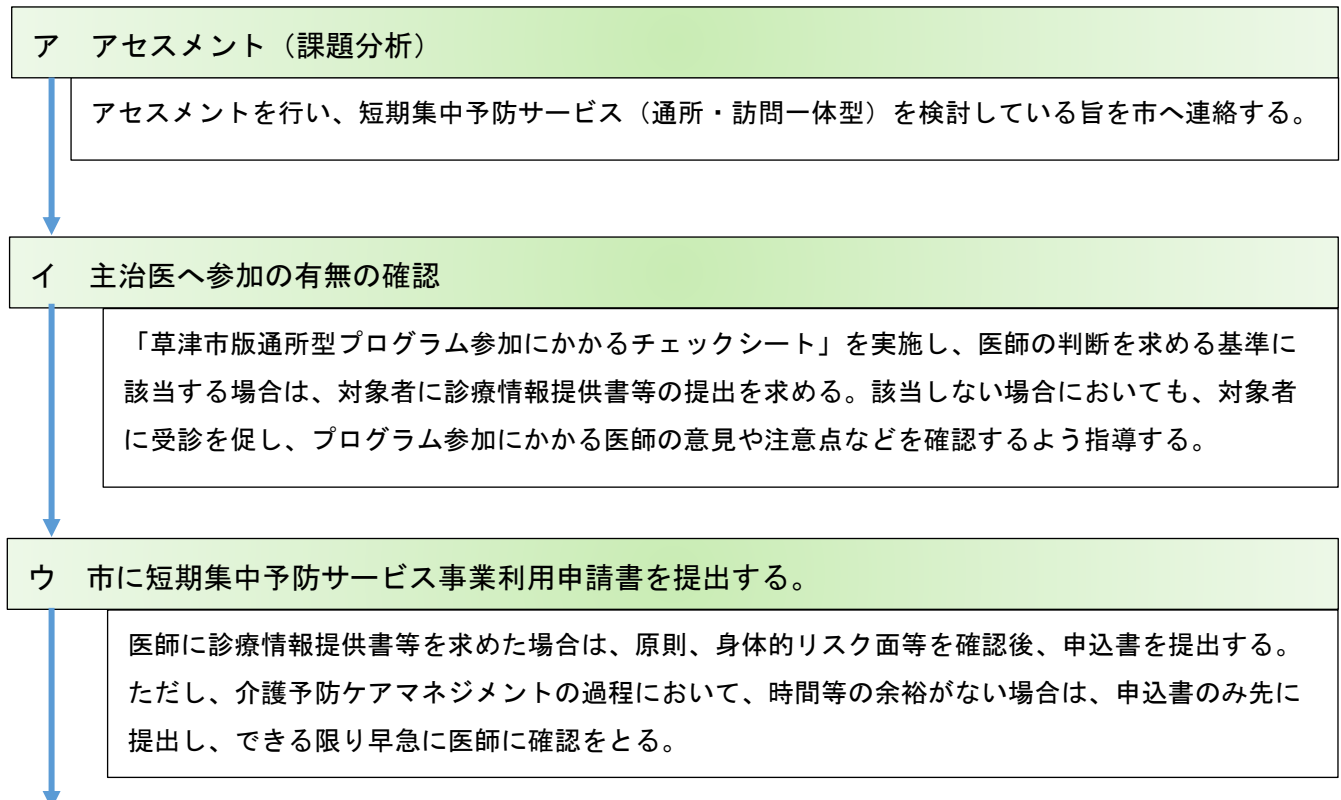 ア　アセスメント（課題分析）
アセスメントを行い、短期集中予防サービス（通所・訪問一体型）を検討している旨を市へ連絡する。
イ　主治医へ参加の有無の確認
「草津市版通所型プログラム参加にかかるチェックシート」を実施し、医師の判断を求める基準に
該当する場合は、対象者に診療情報提供書等の提出を求める。該当しない場合においても、対象者
に受診を促し、プログラム参加にかかる医師の意見や注意点などを確認するよう指導する。
ウ　市に短期集中予防サービス事業利用申請書を提出する。
医師に診療情報提供書等を求めた場合は、原則、身体的リスク面等を確認後、申込書を提出する。
ただし、介護予防ケアマネジメントの過程において、時間等の余裕がない場合は、申込書のみ先に
提出し、できる限り早急に医師に確認をとる。